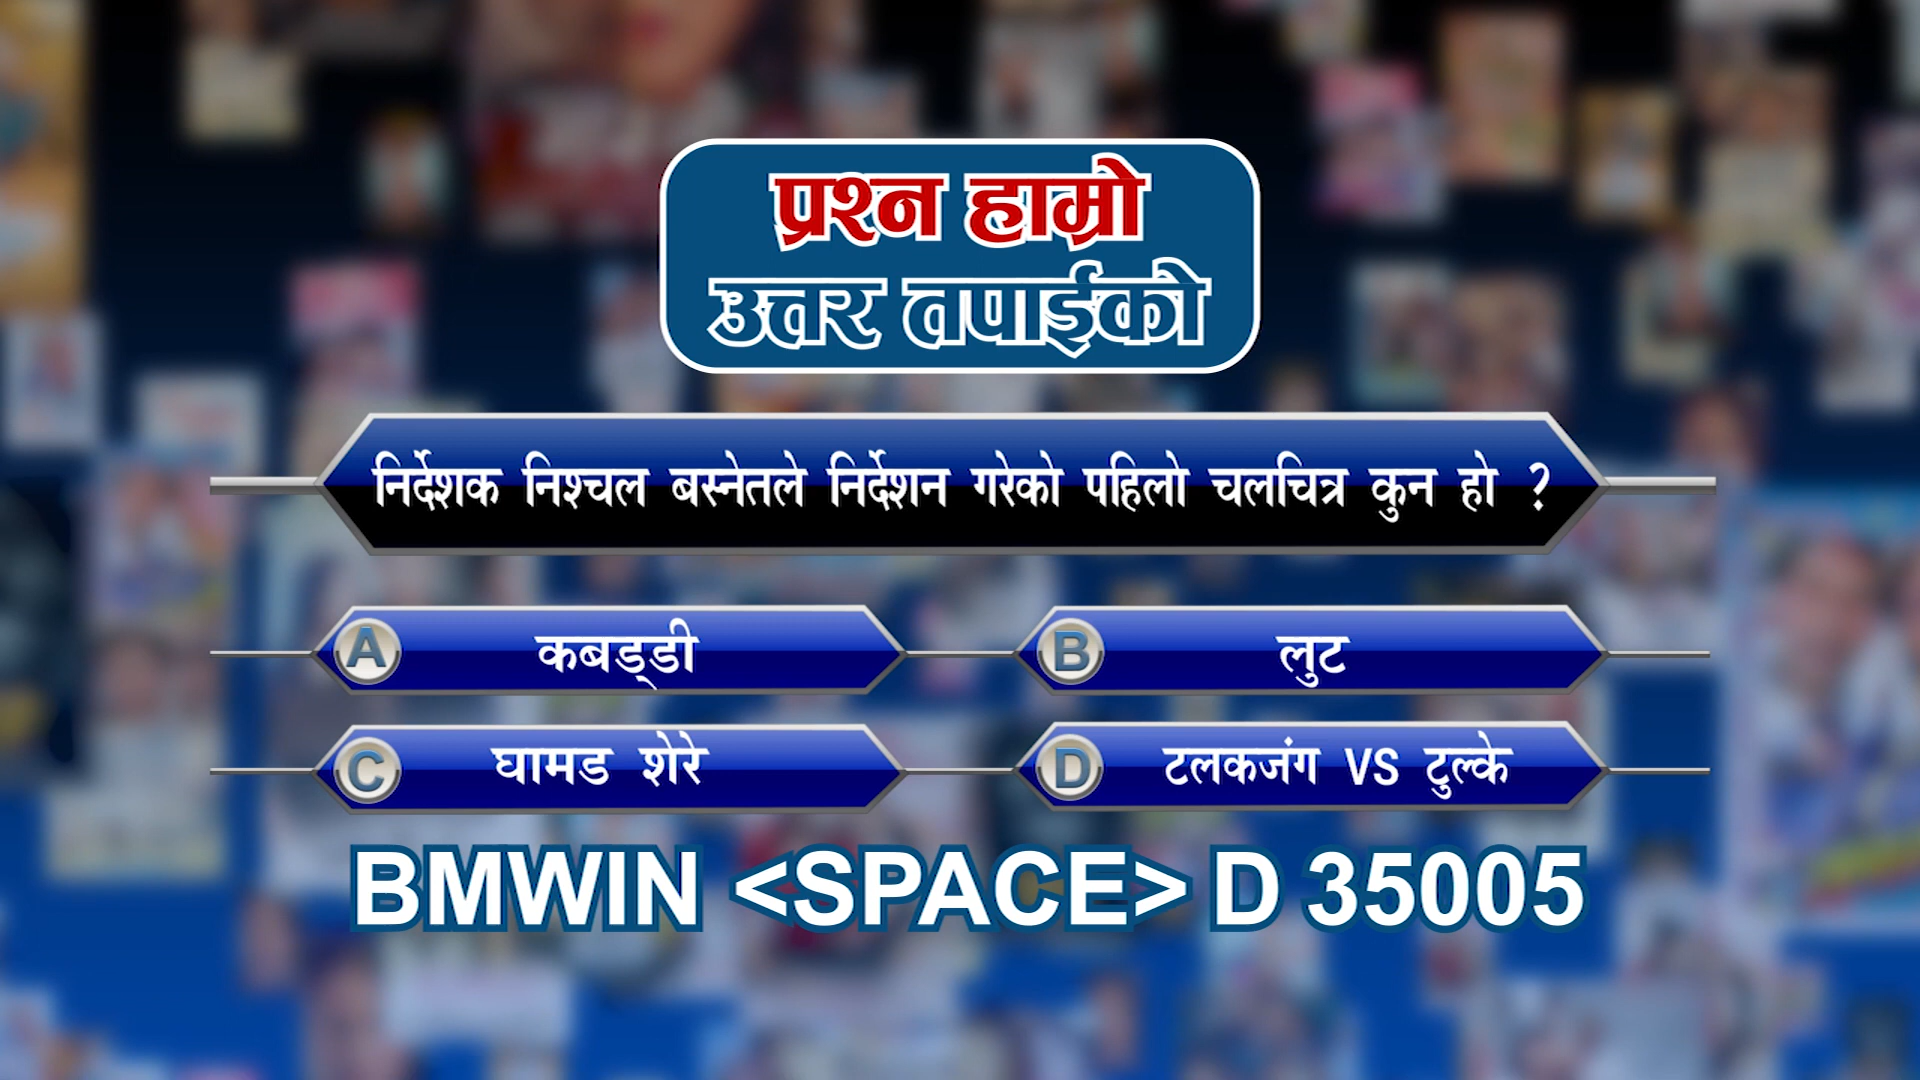 प्रश्न हाम्रो
उत्तर तपाईको
निर्देशक निश्चल बस्नेतले निर्देशन गरेको पहिलो चलचित्र कुन हो ?
A कबड्डी
B लुट
C घामड शेरे
D टलकजंग VS टुल्के
BMWIN <SPACE> D 35005